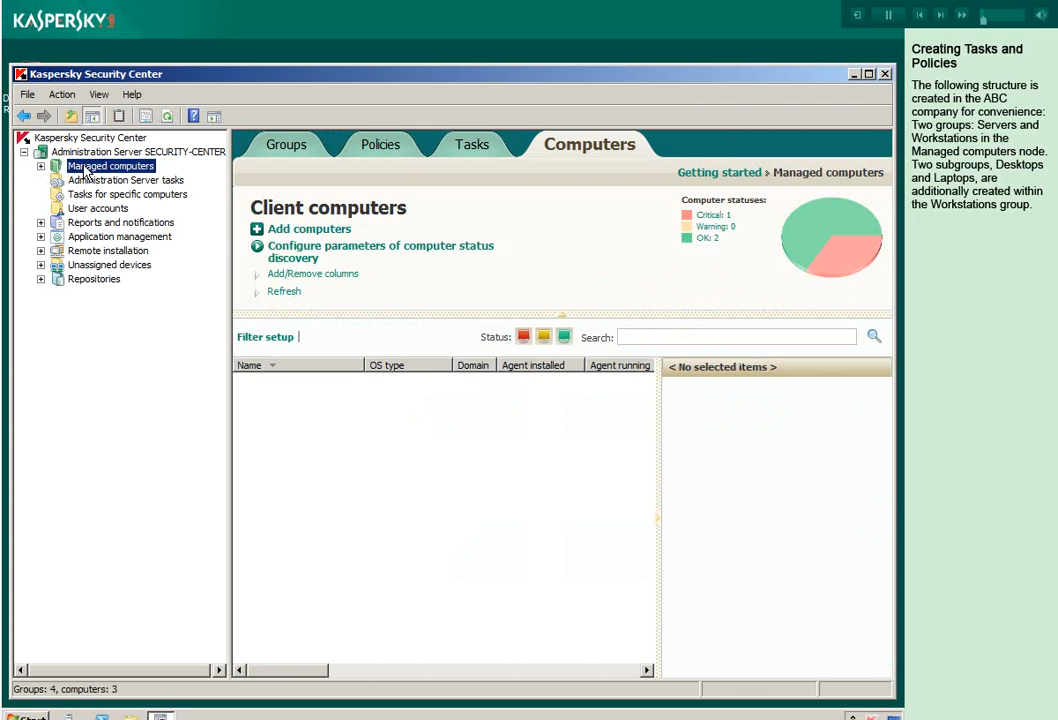 KASPERSKY
Creating Tasks and
Policies
The following structure is
created in the ABC
company for convenience:
Two groups: Servers and
Workstations in the
Managed computers node.
Two subgroups, Desktops
and Laptops, are
additionally created within
the Workstations group.
Kaspersky Security Center
File Action View Help
Kaspersky Security Center
Administration Server SECURITY-CENTER
Managed computers
Administration Server tasks
Tasks for specific computers
User accounts
Reports and notifications
Application management
Remote installation
Unassigned devices
Repositories
Groups Policies Tasks Computers
Getting started › Managed computers
Client computers
Add computers
Configure parameters of computer status
discovery
Add/Remove columns
Refresh
Computer statuses:
Critical: 1
Warning: 0
OK: 2
Filter setup
Status:
Search:
Name OS type Domain Agent installed Agent running
< No selected items >
Groups: 4, computers: 3
Start